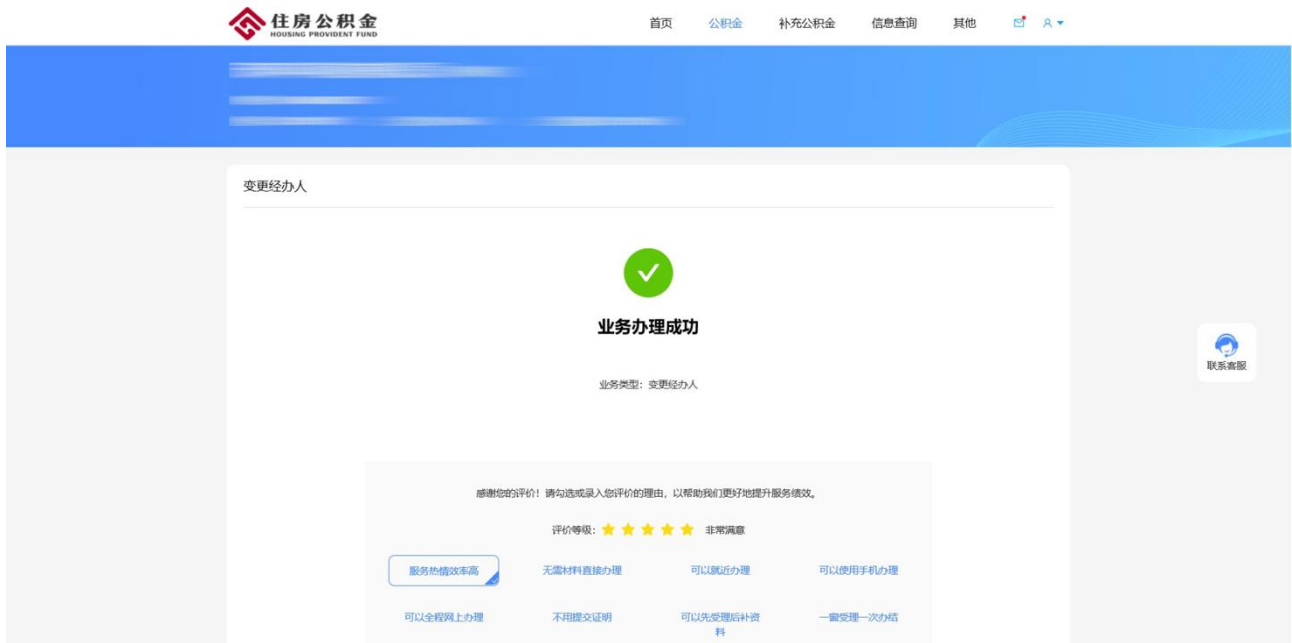 住房公积金
HOUSING PROVIDENT FUND
首页 公积金 补充公积金 信息查询 其他
变更经办人
业务办理成功
联系客服
业务类型：变更经办人
感谢您的评价！请勾选或录入您评价的理由，以帮助我们更好地提升服务绩效。
评价等级： 非常满意
服务热情效率高 无需材料直接办理 可以就近办理 可以使用手机办理
可以全程网上办理 不用提交证明 可以先受理后补资 一窗受理一次办结
料